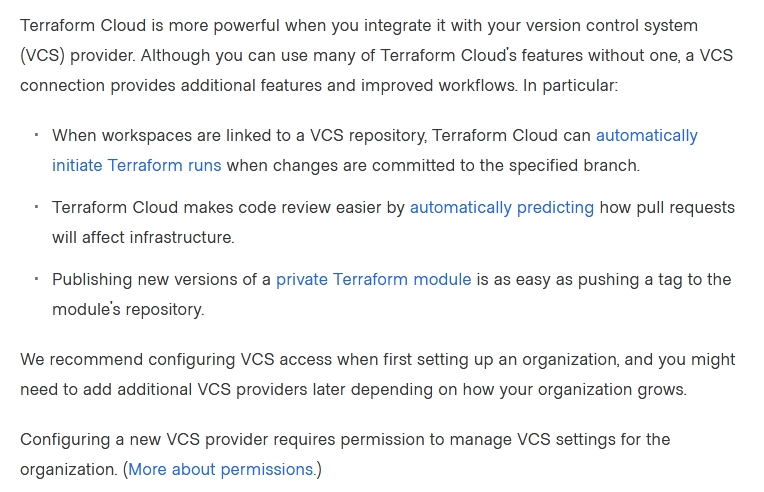 Terraform Cloud is more powerful when you integrate it with your version control system
(VCS) provider. Although you can use many of Terraform Cloud's features without one, a VCS
connection provides additional features and improved workflows. In particular:
• When workspaces are linked to a VCS repository, Terraform Cloud can automatically
initiate Terraform runs when changes are committed to the specified branch.
• Terraform Cloud makes code review easier by automatically predicting how pull requests
will affect infrastructure.
• Publishing new versions of a private Terraform module is as easy as pushing a tag to the
module's repository.
We recommend configuring VCS access when first setting up an organization, and you might
need to add additional VCS providers later depending on how your organization grows.
Configuring a new VCS provider requires permission to manage VCS settings for the
organization. (More about permissions.)